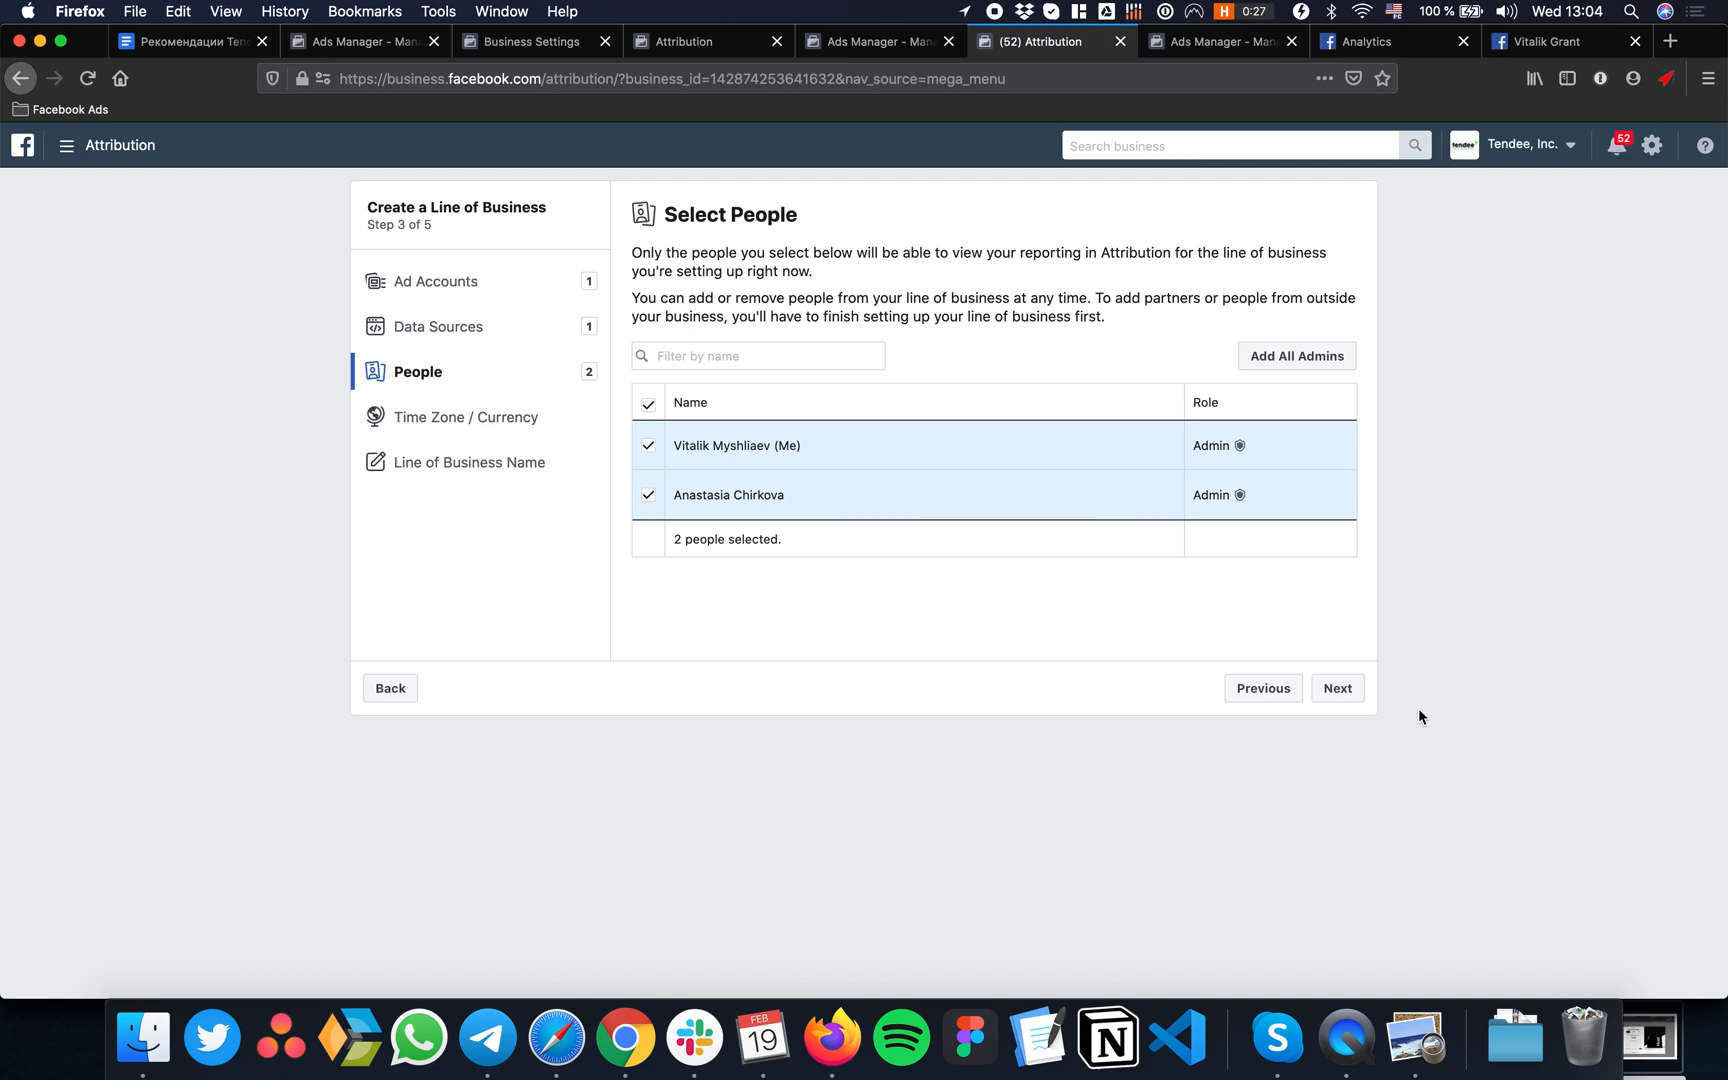 Firefox File Edit View History Bookmarks Tools Window Help
H 0:27 100 % Wed 13:04
Рекомендации Tend
Ads Manager - Mana
Business Settings
Attribution
Ads Manager - Mana
(52) Attribution
Ads Manager - Mana
Analytics
Vitalik Grant
https://business.facebook.com/attribution/?business_id=142874253641632&nav_source=mega_menu
Facebook Ads
Attribution
Search business
tendee
Tendee, Inc.
52
Create a Line of Business
Step 3 of 5
Ad Accounts 1
Data Sources 1
People 2
Time Zone / Currency
Line of Business Name
Select People
Only the people you select below will be able to view your reporting in Attribution for the line of business
you're setting up right now.
You can add or remove people from your line of business at any time. To add partners or people from outside
your business, you'll have to finish setting up your line of business first.
Filter by name
Add All Admins
Name Role
Vitalik Myshliaev (Me) Admin
Anastasia Chirkova Admin
2 people selected.
Back
Previous
Next
FEB
19